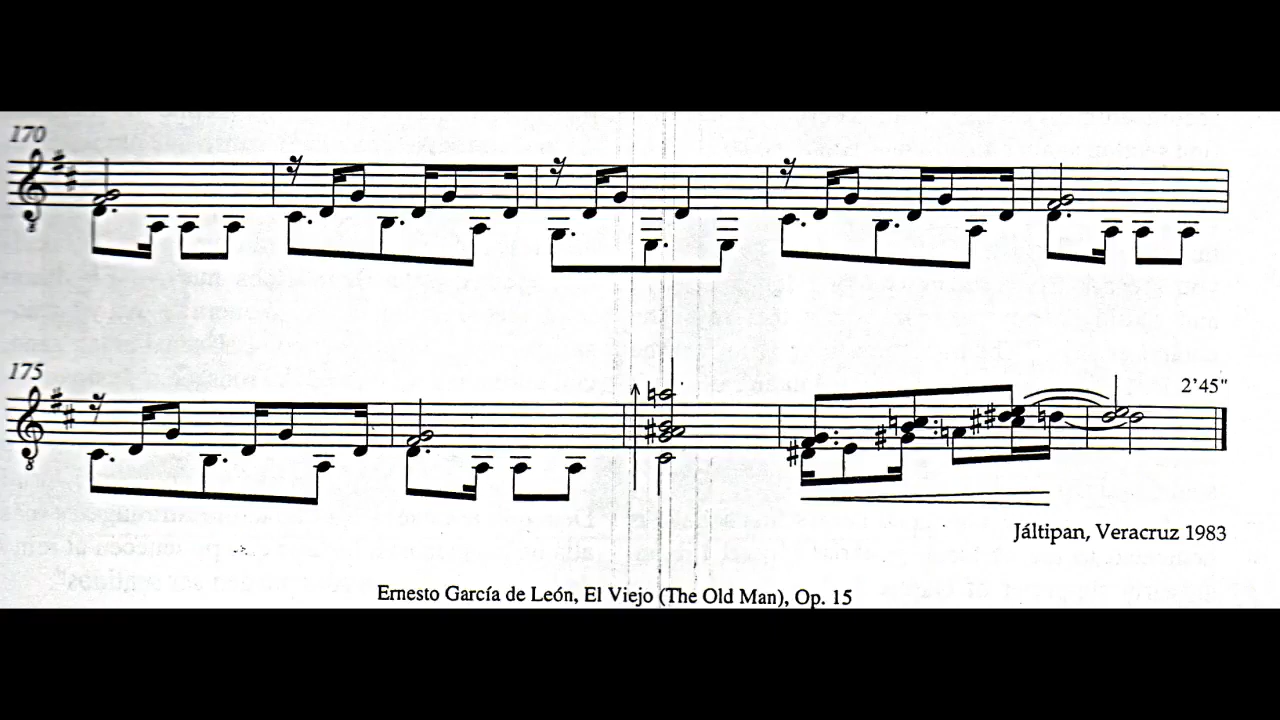 170
175
2'45"
Jáltipan, Veracruz 1983
Ernesto García de León, El Viejo (The Old Man), Op. 15